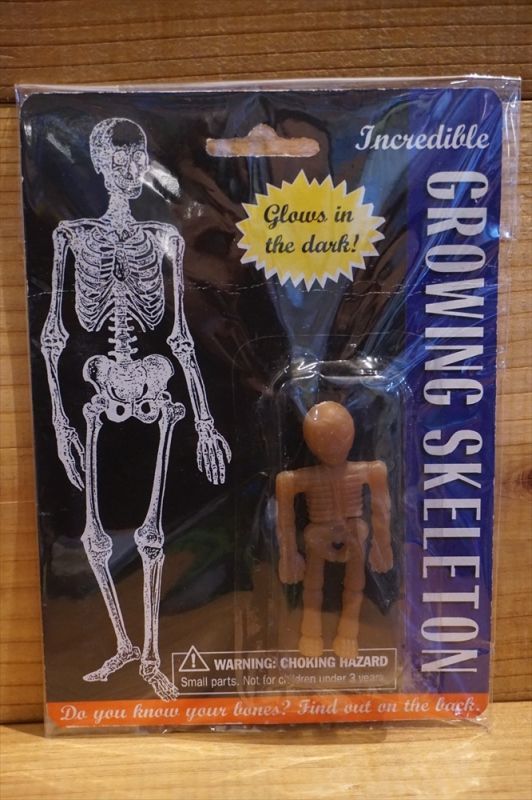 Incredible
GROWING SKELETON
Glows in
the dark!
WARNING: CHOKING HAZARD
Small parts. Not for children under 3 years.
Do you know your bones? Find out on the back.